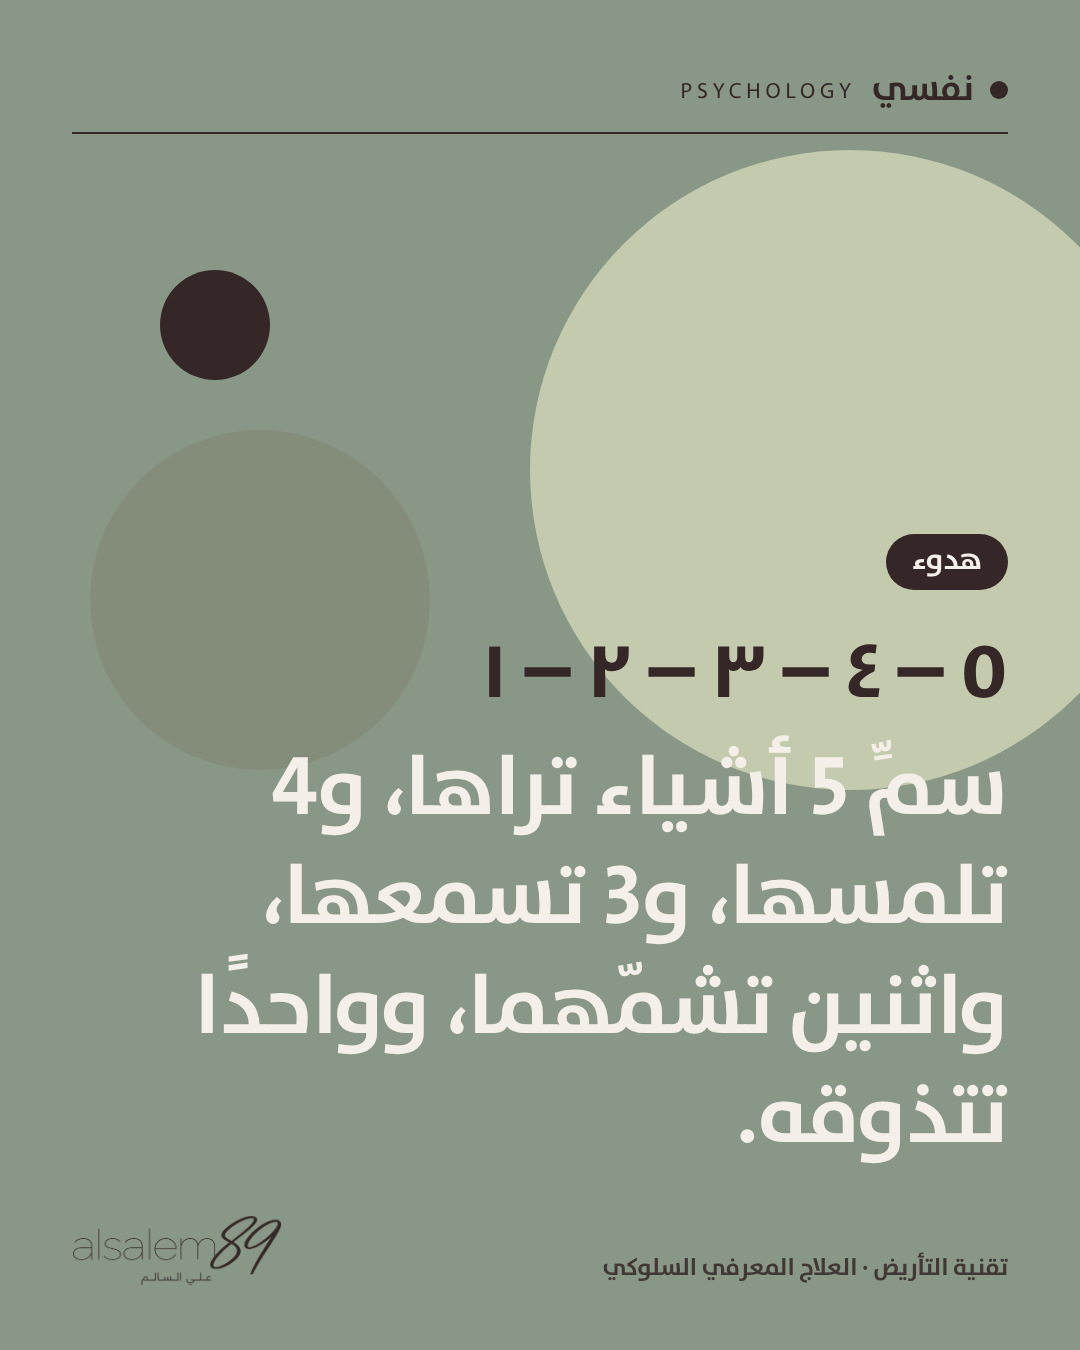 نفسي PSYCHOLOGY
هدوء
٥ – ٤ – ٣ – ٢ – ١
سمِّ 5 أشياء تراها، و4
تلمسها، و3 تسمعها،
واثنين تشمّهما، وواحدًا
تتذوقه.
تقنية التأريض · العلاج المعرفي السلوكي
alsalem89
علي السالم